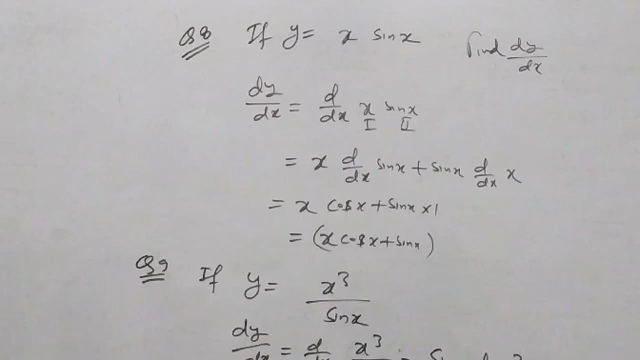 Q8 If y = x sinx Find dy/dx
dy/dx = d/dx x sinx
I II
= x d/dx sinx + sinx d/dx x
= x cosx + sinx x1
= (x cosx + sinx)
Q9 If y = x³/sinx
dy/dx = d/dx x³